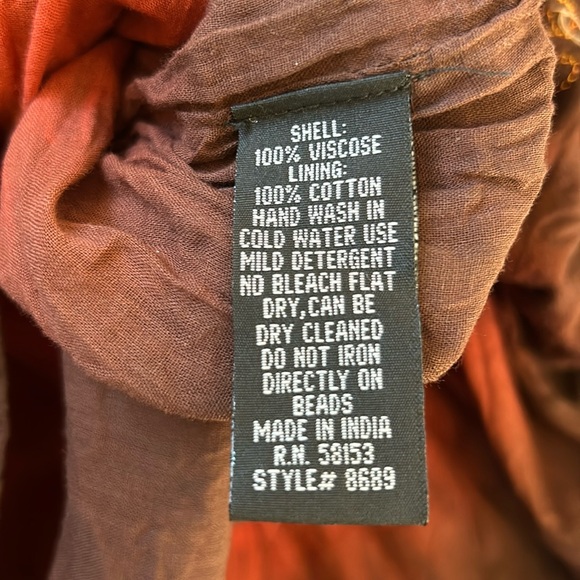 SHELL:
100% VISCOSE
LINING:
100% COTTON
HAND WASH IN
COLD WATER USE
MILD DETERGENT
NO BLEACH FLAT
DRY,CAN BE
DRY CLEANED
DO NOT IRON
DIRECTLY ON
BEADS
MADE IN INDIA
R.N. 58153
STYLE# 8689